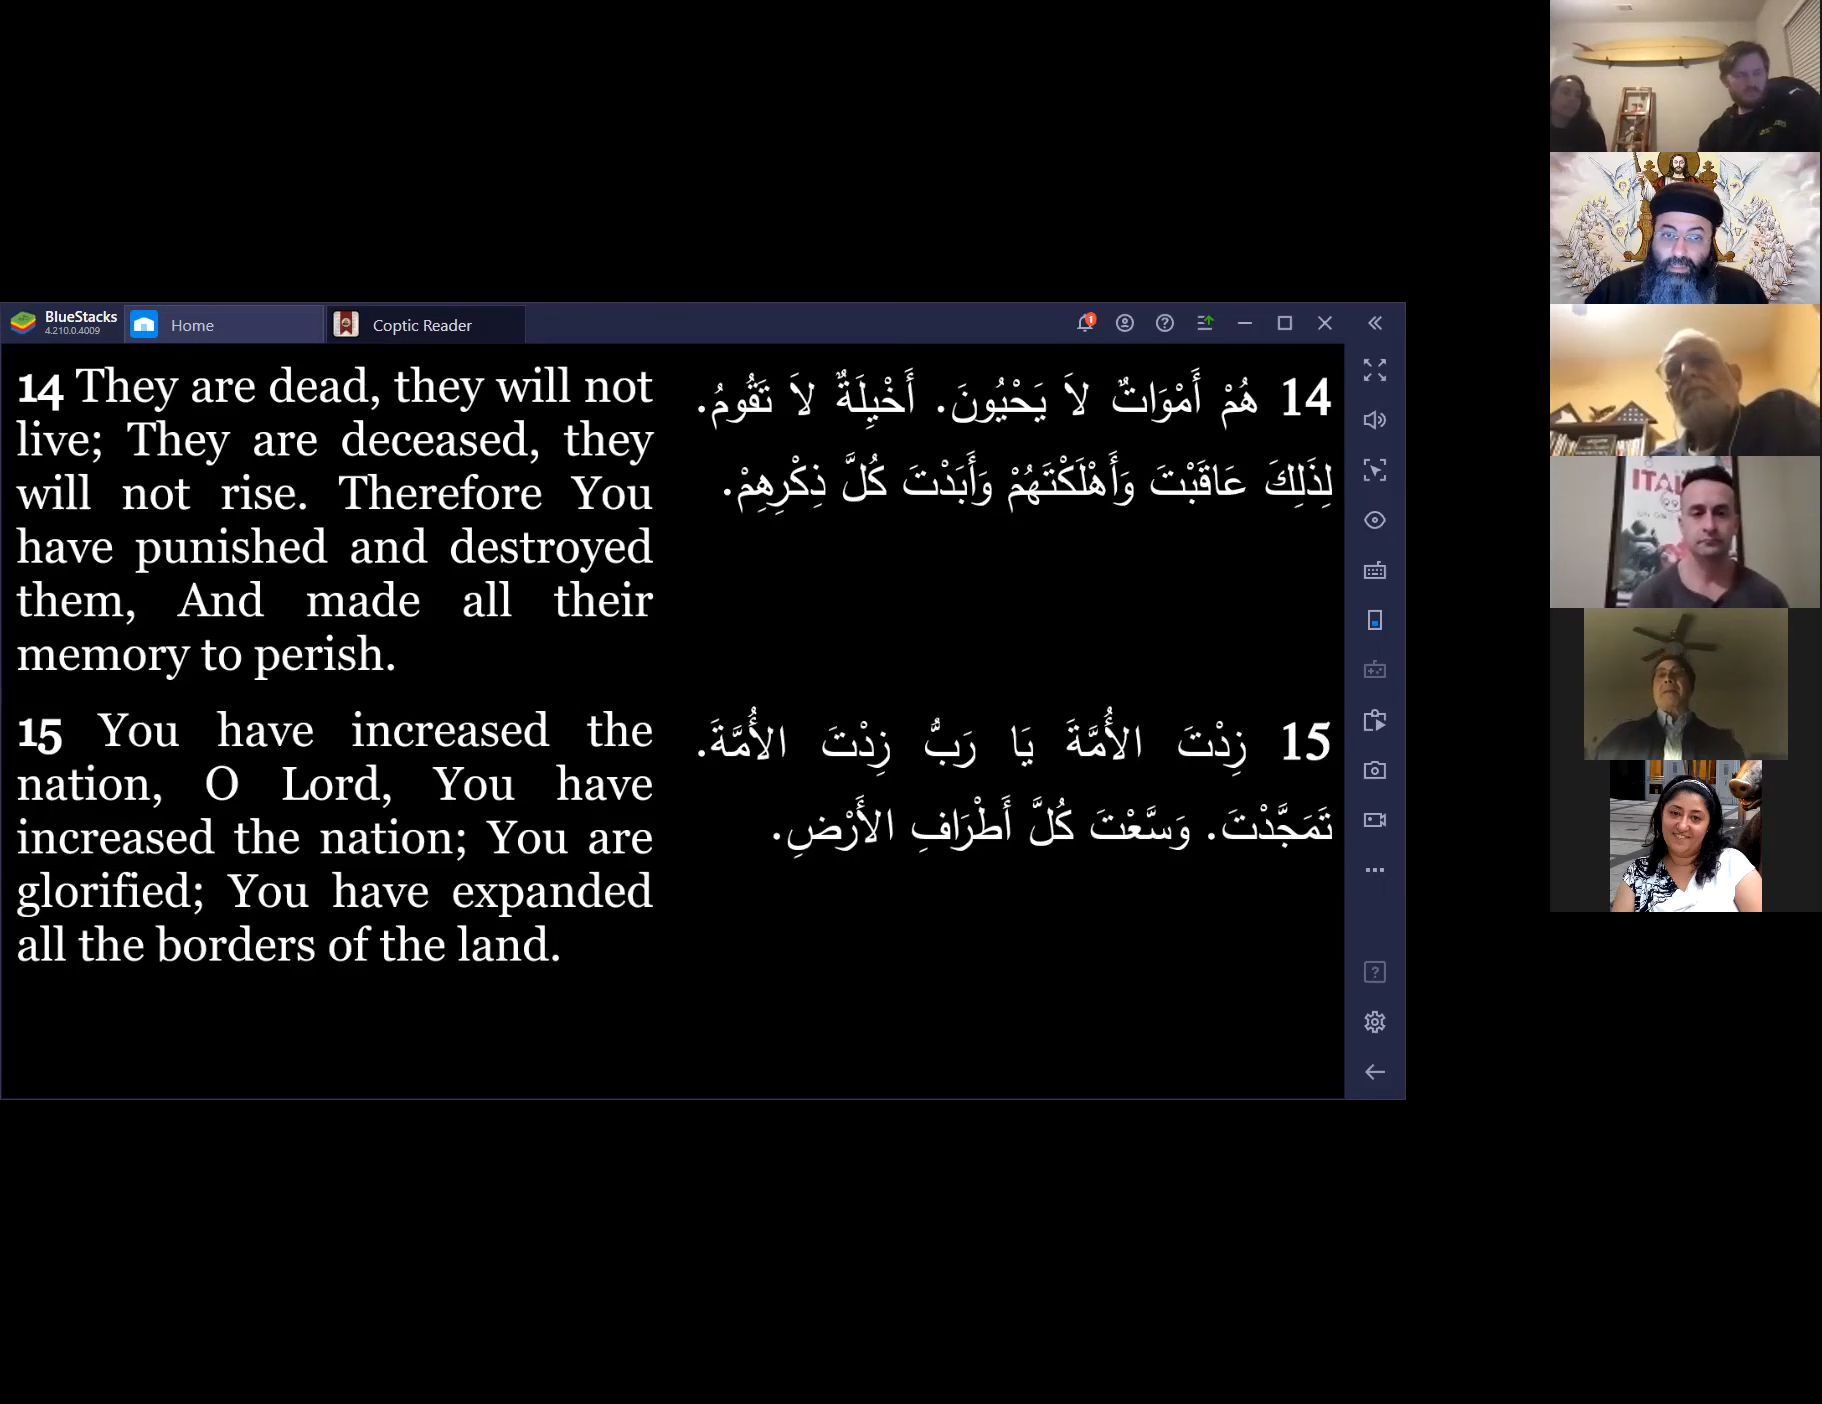 BlueStacks
4.210.0.4009
Home
Coptic Reader
14 They are dead, they will not
live; They are deceased, they
will not rise. Therefore You
have punished and destroyed
them, And made all their
memory to perish.
14 هُمْ أَمْوَاتٌ لاَ يَحْيُونَ. أَخْيِلَةٌ لاَ تَقُومُ.
لِذَلِكَ عَاقَبْتَ وَأَهْلَكْتَهُمْ وَأَبَدْتَ كُلَّ ذِكْرِهِمْ.
15 You have increased the
nation, O Lord, You have
increased the nation; You are
glorified; You have expanded
all the borders of the land.
15 زِدْتَ الأُمَّةَ يَا رَبُّ زِدْتَ الأُمَّةَ.
تَمَجَّدْتَ. وَسَّعْتَ كُلَّ أَطْرَافِ الأَرْضِ.